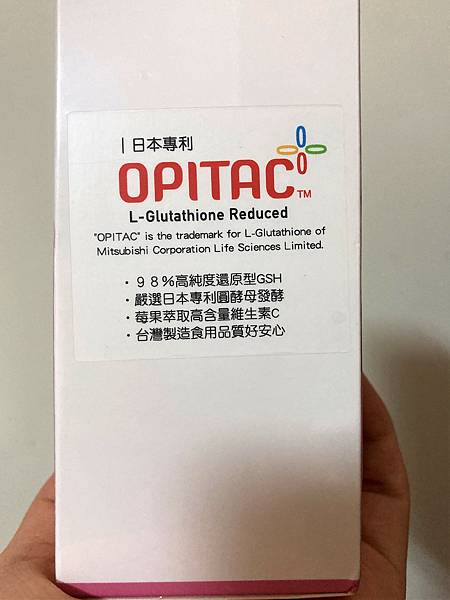 |日本專利
OPITAC™
L-Glutathione Reduced
"OPITAC" is the trademark for L-Glutathione of
Mitsubishi Corporation Life Sciences Limited.
・９８%高純度還原型GSH
・嚴選日本專利圓酵母發酵
・莓果萃取高含量維生素C
・台灣製造食用品質好安心